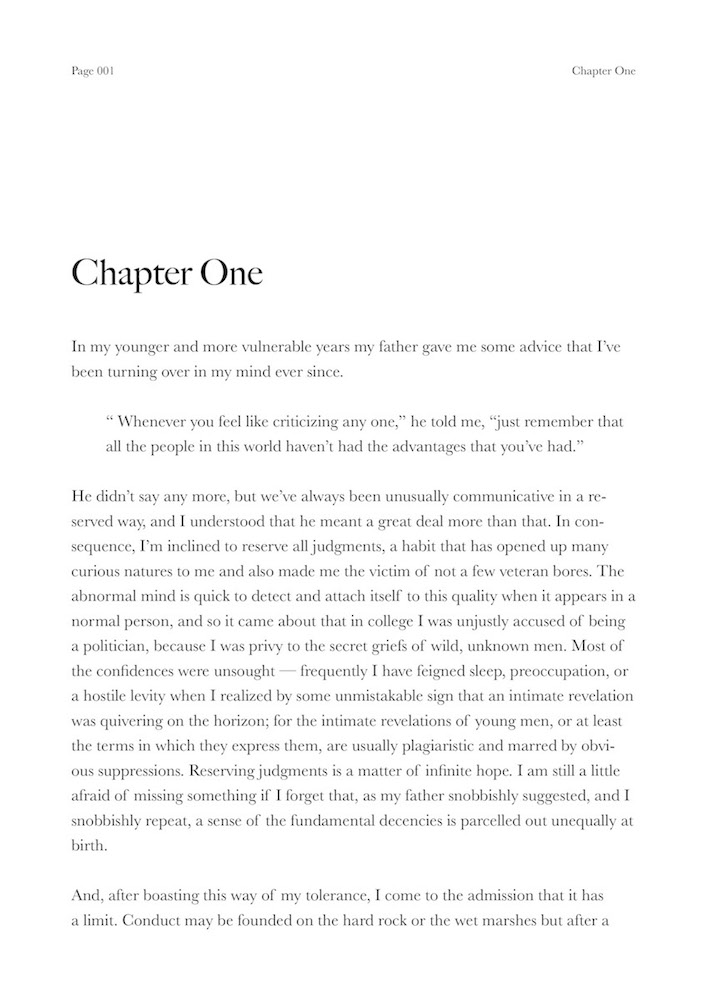 Page 001
Chapter One
Chapter One
In my younger and more vulnerable years my father gave me some advice that I’ve
been turning over in my mind ever since.
“ Whenever you feel like criticizing any one,” he told me, “just remember that
all the people in this world haven’t had the advantages that you’ve had.”
He didn’t say any more, but we’ve always been unusually communicative in a re-
served way, and I understood that he meant a great deal more than that. In con-
sequence, I’m inclined to reserve all judgments, a habit that has opened up many
curious natures to me and also made me the victim of not a few veteran bores. The
abnormal mind is quick to detect and attach itself to this quality when it appears in a
normal person, and so it came about that in college I was unjustly accused of being
a politician, because I was privy to the secret griefs of wild, unknown men. Most of
the confidences were unsought — frequently I have feigned sleep, preoccupation, or
a hostile levity when I realized by some unmistakable sign that an intimate revelation
was quivering on the horizon; for the intimate revelations of young men, or at least
the terms in which they express them, are usually plagiaristic and marred by obvi-
ous suppressions. Reserving judgments is a matter of infinite hope. I am still a little
afraid of missing something if I forget that, as my father snobbishly suggested, and I
snobbishly repeat, a sense of the fundamental decencies is parcelled out unequally at
birth.
And, after boasting this way of my tolerance, I come to the admission that it has
a limit. Conduct may be founded on the hard rock or the wet marshes but after a